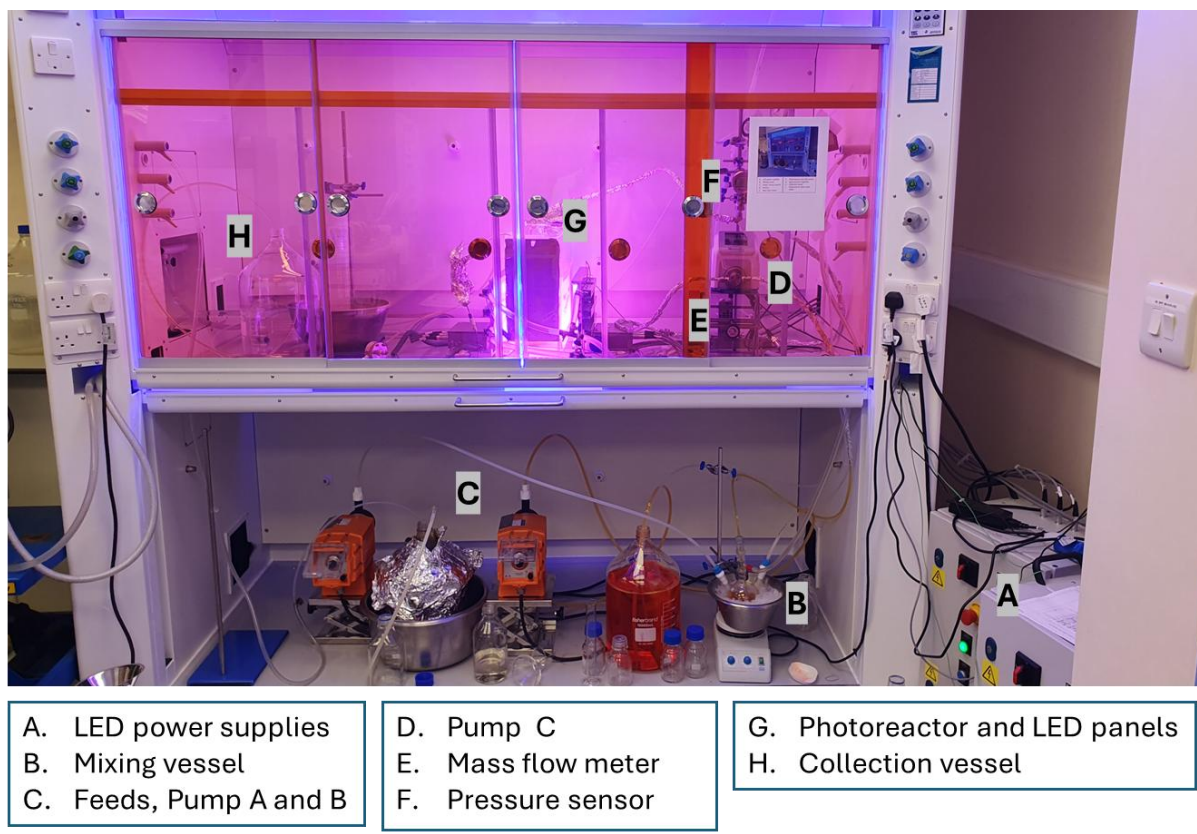 H
G
F
D
E
C
B
A
A. LED power supplies
B. Mixing vessel
C. Feeds, Pump A and B
D. Pump C
E. Mass flow meter
F. Pressure sensor
G. Photoreactor and LED panels
H. Collection vessel